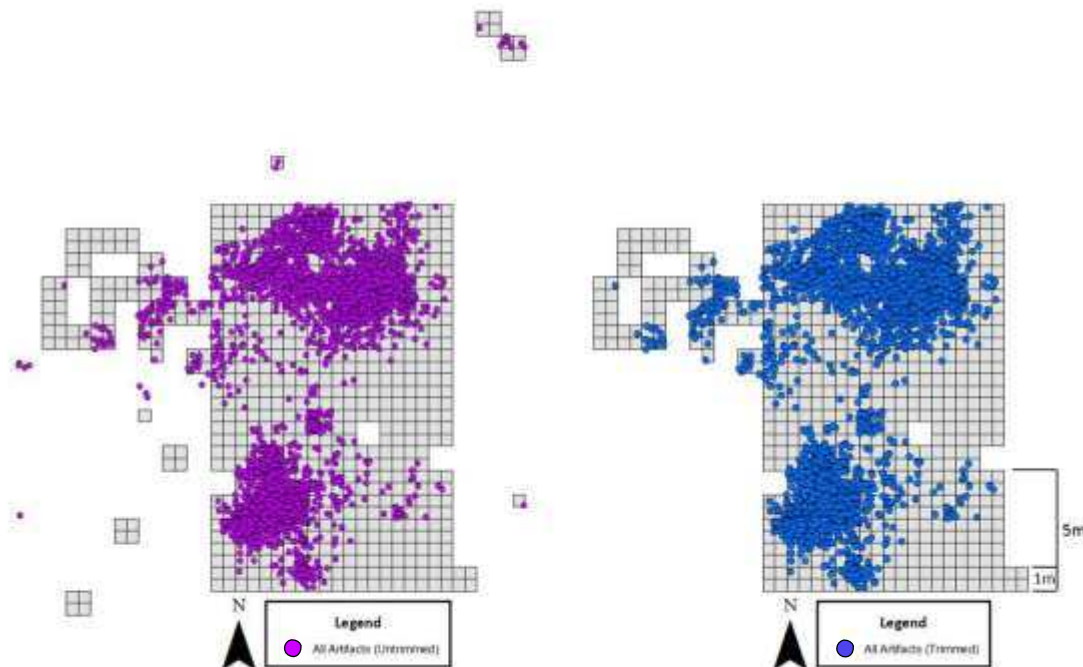 5m
1m
N
Legend
All Artifacts (Untrimmed)
N
Legend
All Artifacts (Trimmed)